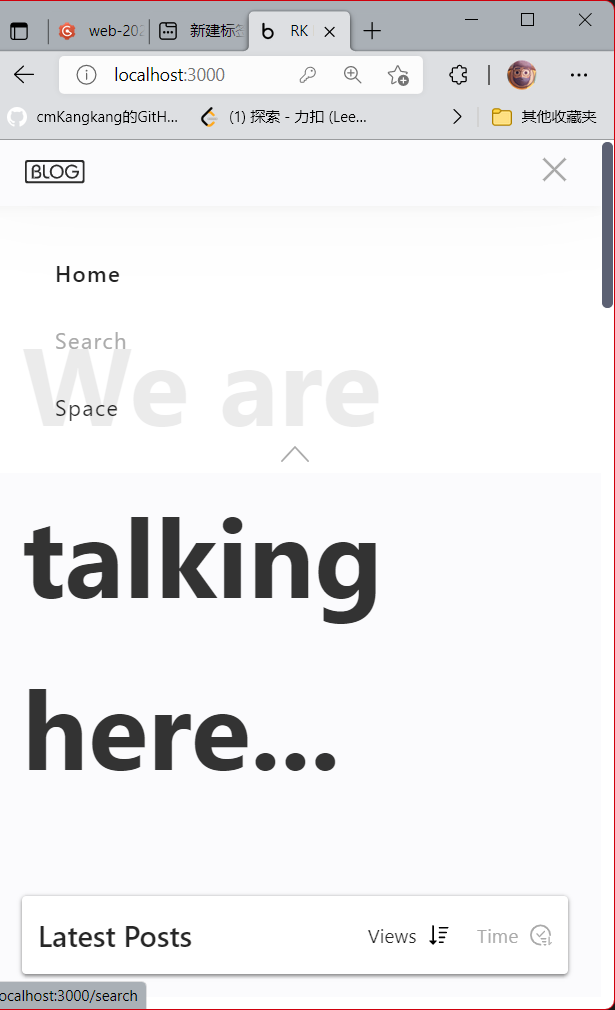 web-202
新建标签
RK
localhost:3000
cmKangkang的GitH...
(1) 探索 - 力扣 (Lee...
其他收藏夹
BLOG
Home
Search
Space
We are
talking
here...
Latest Posts
Views
Time
ocalhost:3000/search